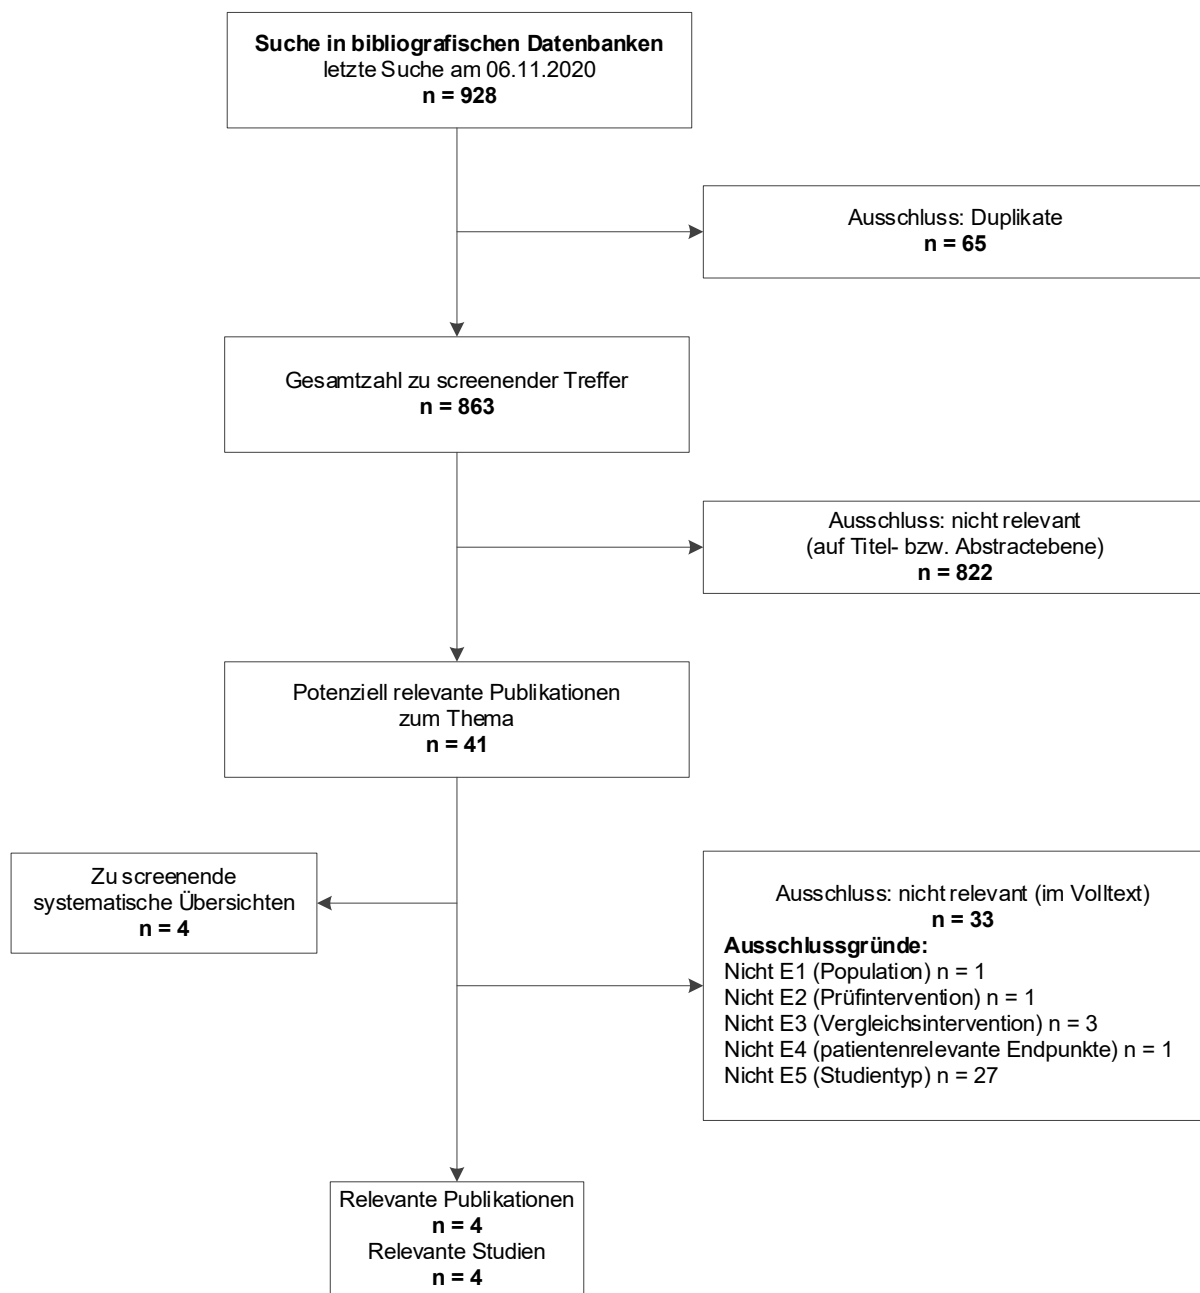 Suche in bibliografischen Datenbanken
letzte Suche am 06.11.2020
n = 928
Ausschluss: Duplikate
n = 65
Gesamtzahl zu screenender Treffer
n = 863
Ausschluss: nicht relevant
(auf Titel- bzw. Abstractebene)
n = 822
Potenziell relevante Publikationen
zum Thema
n = 41
Zu screenende
systematische Übersichten
n = 4
Ausschluss: nicht relevant (im Volltext)
n = 33
Ausschlussgründe:
Nicht E1 (Population) n = 1
Nicht E2 (Prüfintervention) n = 1
Nicht E3 (Vergleichsintervention) n = 3
Nicht E4 (patientenrelevante Endpunkte) n = 1
Nicht E5 (Studientyp) n = 27
Relevante Publikationen
n = 4
Relevante Studien
n = 4